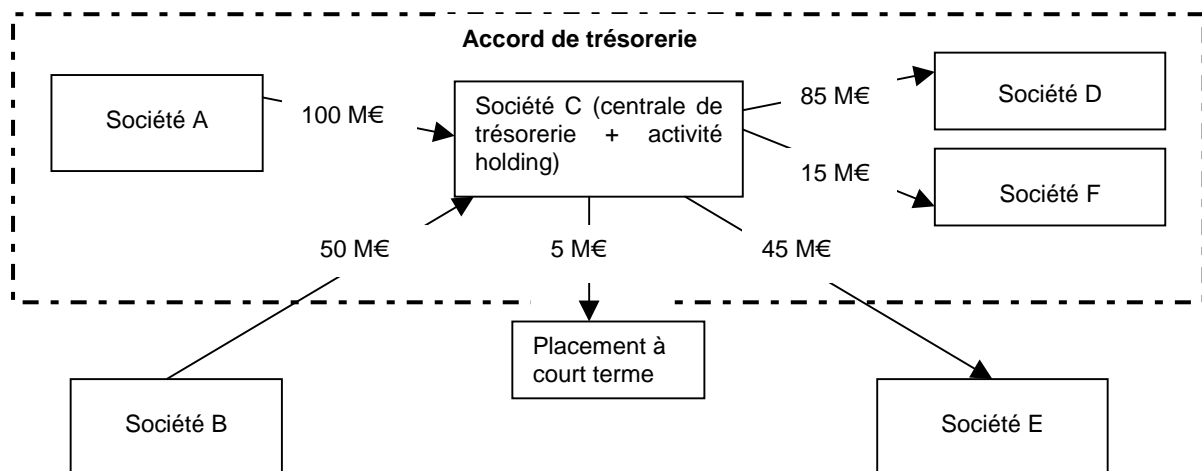 Accord de trésorerie
Société A
100 M€
Société C (centrale de
trésorerie + activité
holding)
85 M€
Société D
15 M€
Société F
50 M€
5 M€
45 M€
Placement à
court terme
Société B
Société E